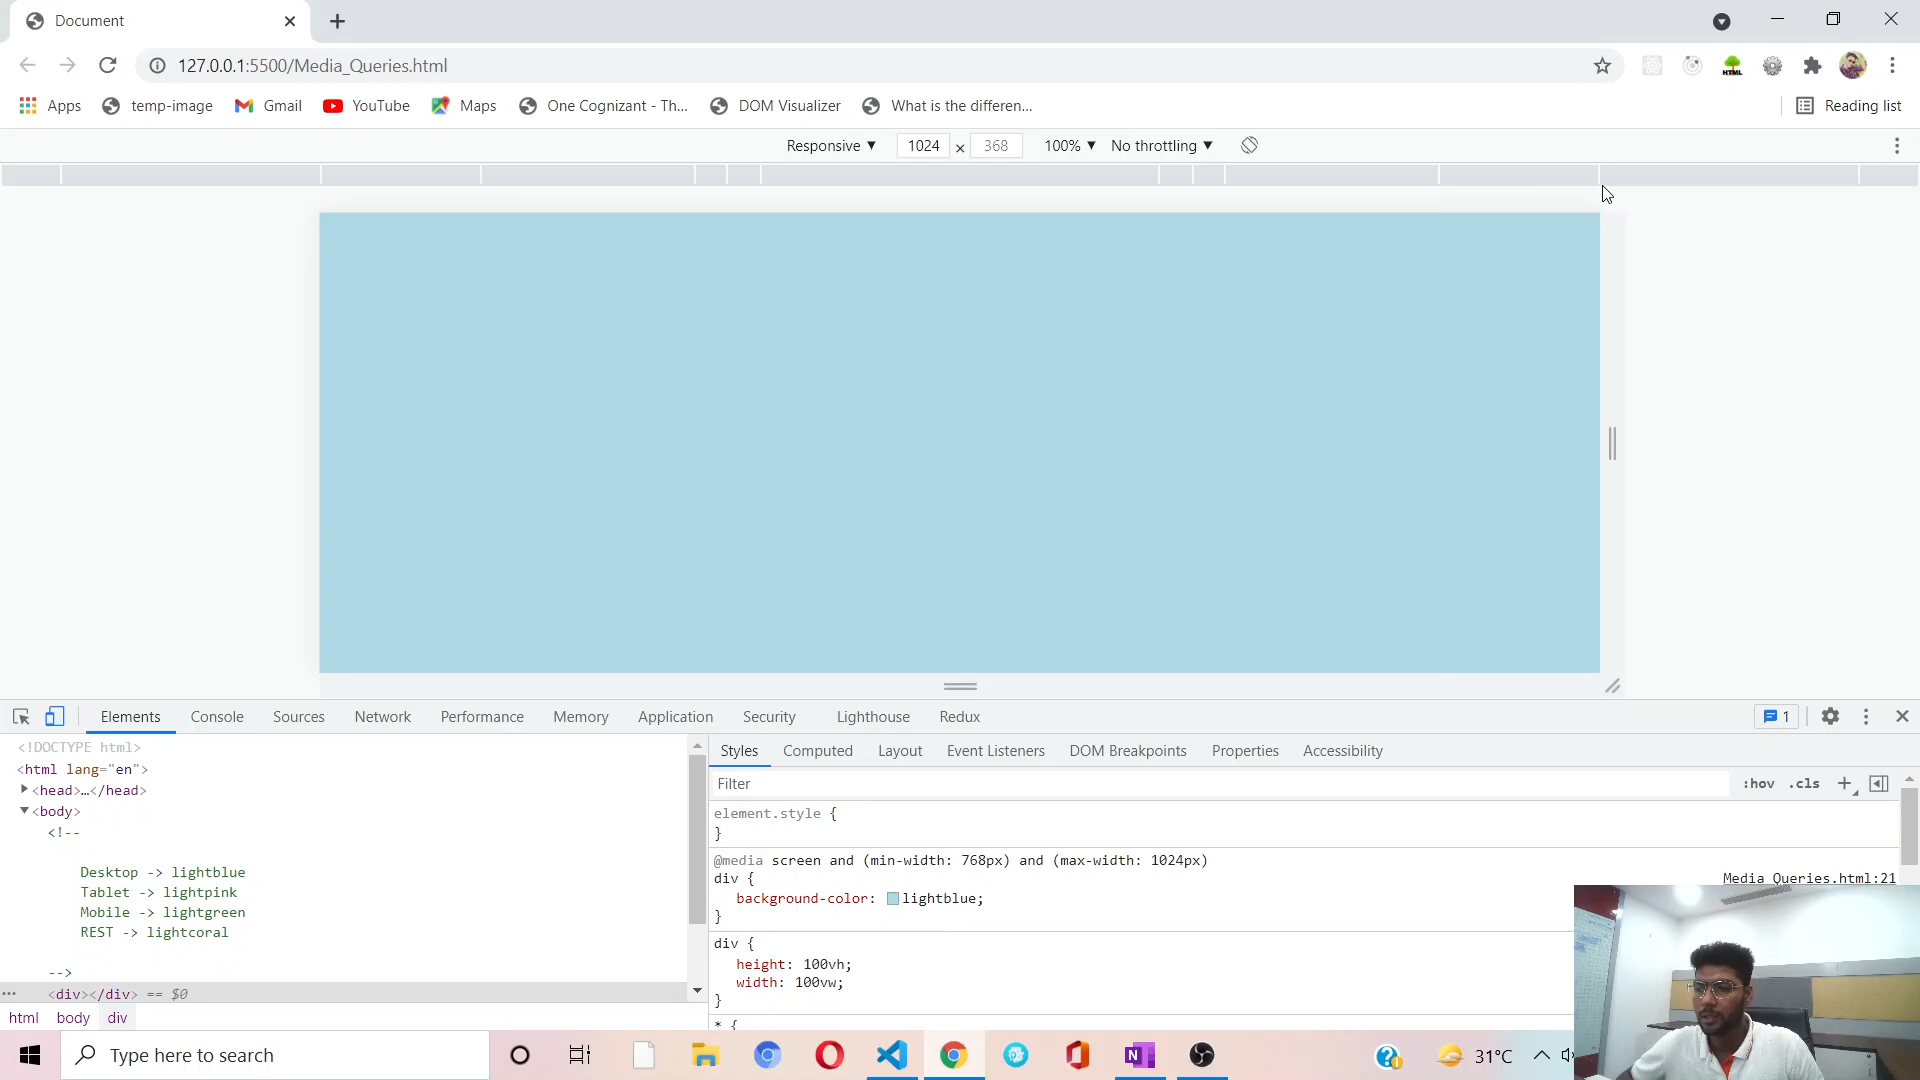 Document
127.0.0.1:5500/Media_Queries.html
Apps temp-image Gmail YouTube Maps One Cognizant - Th... DOM Visualizer What is the differen... Reading list
Responsive ▼ 1024 × 368 100% ▼ No throttling ▼
Elements Console Sources Network Performance Memory Application Security Lighthouse Redux 1
<!DOCTYPE html>
<html lang="en">
<head>…</head>
<body>
<!--
Desktop -> lightblue
Tablet -> lightpink
Mobile -> lightgreen
REST -> lightcoral
-->
<div></div> == $0
html body div
Styles Computed Layout Event Listeners DOM Breakpoints Properties Accessibility
Filter :hov .cls
element.style {
}
@media screen and (min-width: 768px) and (max-width: 1024px)
div { Media_Queries.html:21
background-color: lightblue;
}
div {
height: 100vh;
width: 100vw;
}
* {
Type here to search 31°C